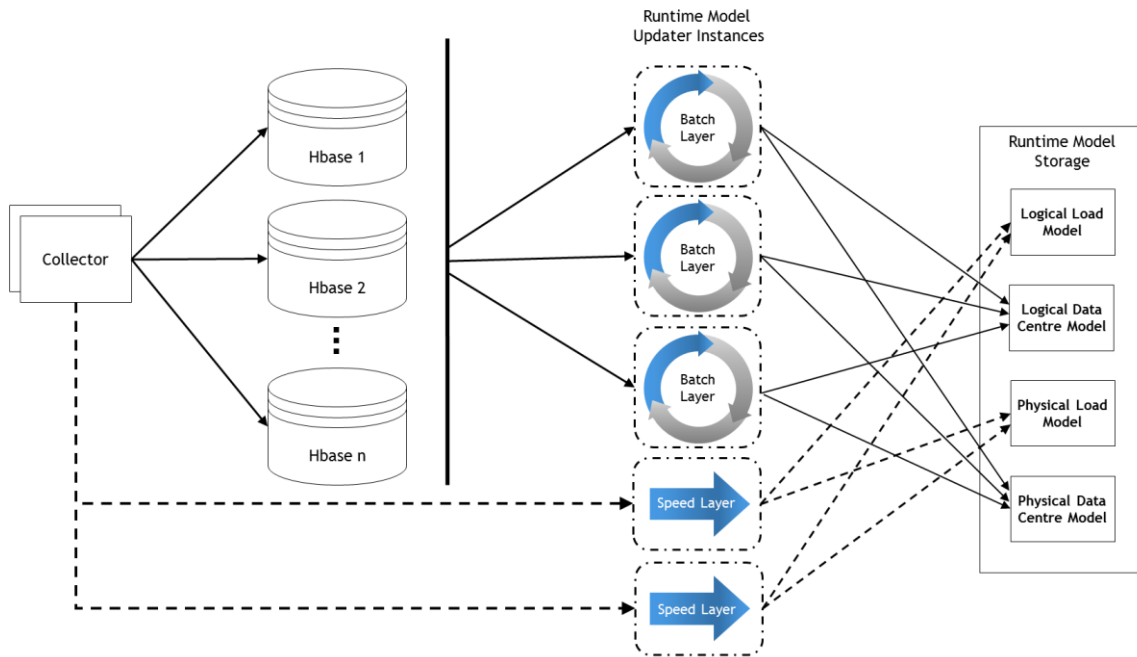 Runtime Model
Updater Instances
Hbase 1
Batch
Layer
Runtime Model
Storage
Logical Load
Model
Collector
Hbase 2
Batch
Layer
Logical Data
Centre Model
Hbase n
Batch
Layer
Physical Load
Model
Speed Layer
Physical Data
Centre Model
Speed Layer